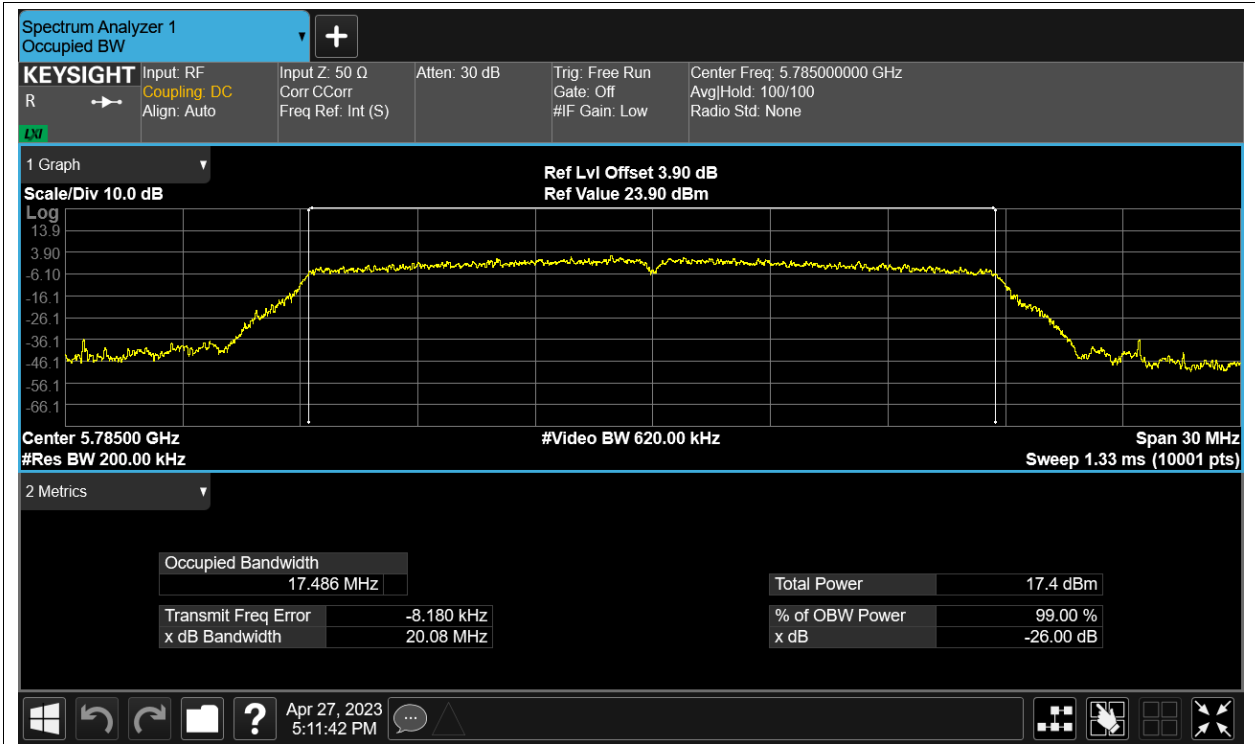 Spectrum Analyzer 1
Occupied BW
KEYSIGHT
R
LXI
Input: RF
Coupling: DC
Align: Auto
Input Z: 50 Ω
Corr CCorr
Freq Ref: Int (S)
Atten: 30 dB
Trig: Free Run
Gate: Off
#IF Gain: Low
Center Freq: 5.785000000 GHz
Avg|Hold: 100/100
Radio Std: None
1 Graph
Scale/Div 10.0 dB
Ref Lvl Offset 3.90 dB
Ref Value 23.90 dBm
Log
13.9
3.90
-6.10
-16.1
-26.1
-36.1
-46.1
-56.1
-66.1
Center 5.78500 GHz
#Video BW 620.00 kHz
Span 30 MHz
#Res BW 200.00 kHz
Sweep 1.33 ms (10001 pts)
2 Metrics
Occupied Bandwidth
17.486 MHz
Total Power 17.4 dBm
Transmit Freq Error -8.180 kHz
% of OBW Power 99.00 %
x dB Bandwidth 20.08 MHz
x dB -26.00 dB
?
Apr 27, 2023
5:11:42 PM